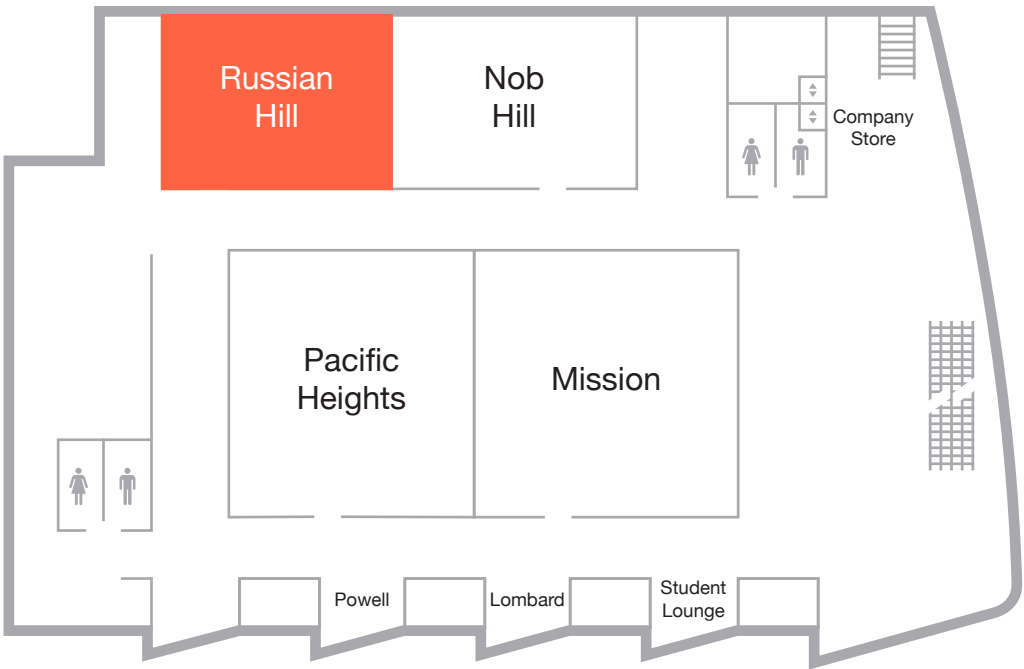 Russian
Hill
Nob
Hill
Company
Store
Pacific
Heights
Mission
Powell
Lombard
Student
Lounge